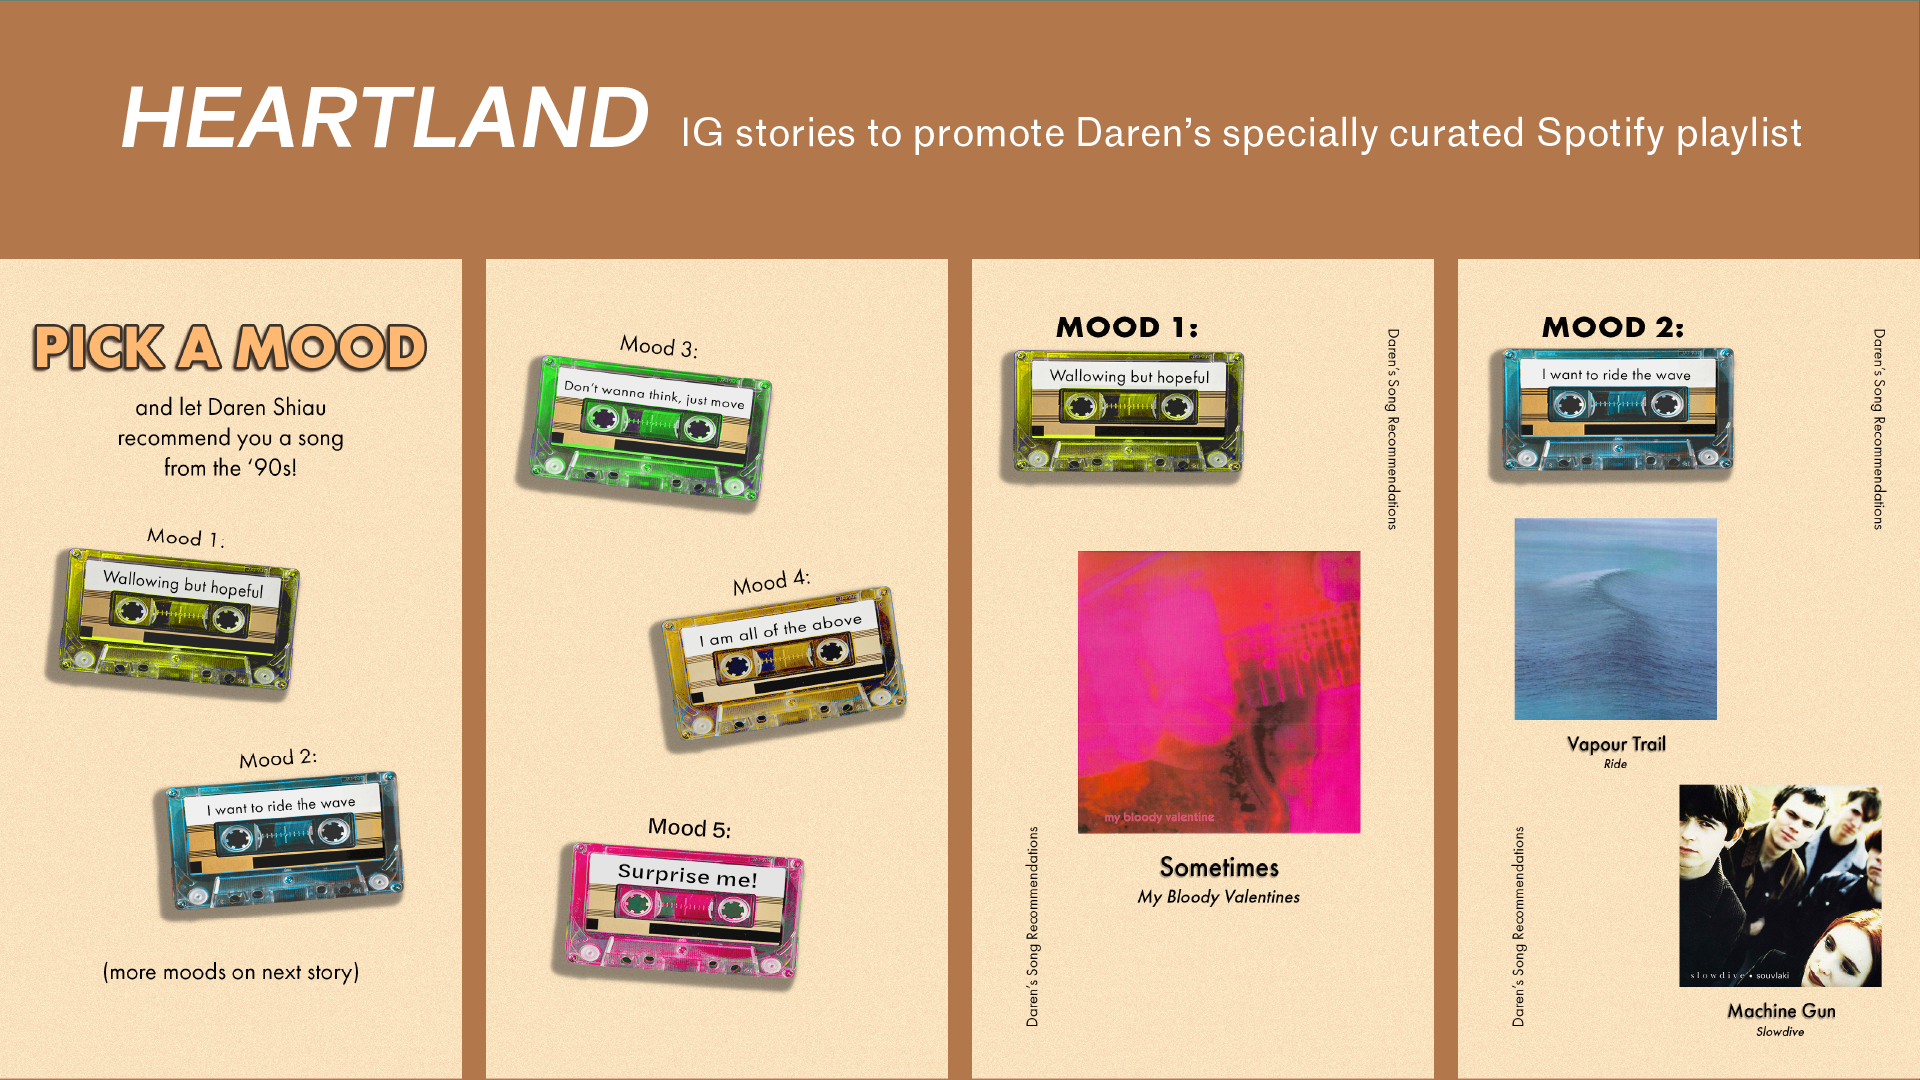 HEARTLAND IG stories to promote Daren’s specially curated Spotify playlist
PICK A MOOD
and let Daren Shiau
recommend you a song
from the ‘90s!
Mood 1:
Wallowing but hopeful
Mood 2:
I want to ride the wave
(more moods on next story)
Mood 3:
Don’t wanna think, just move
Mood 4:
I am all of the above
Mood 5:
Surprise me!
MOOD 1:
Wallowing but hopeful
Daren’s Song Recommendations
my bloody valentine
Sometimes
My Bloody Valentines
Daren’s Song Recommendations
MOOD 2:
I want to ride the wave
Daren’s Song Recommendations
Vapour Trail
Ride
slowdive • souvlaki
Machine Gun
Slowdive
Daren’s Song Recommendations